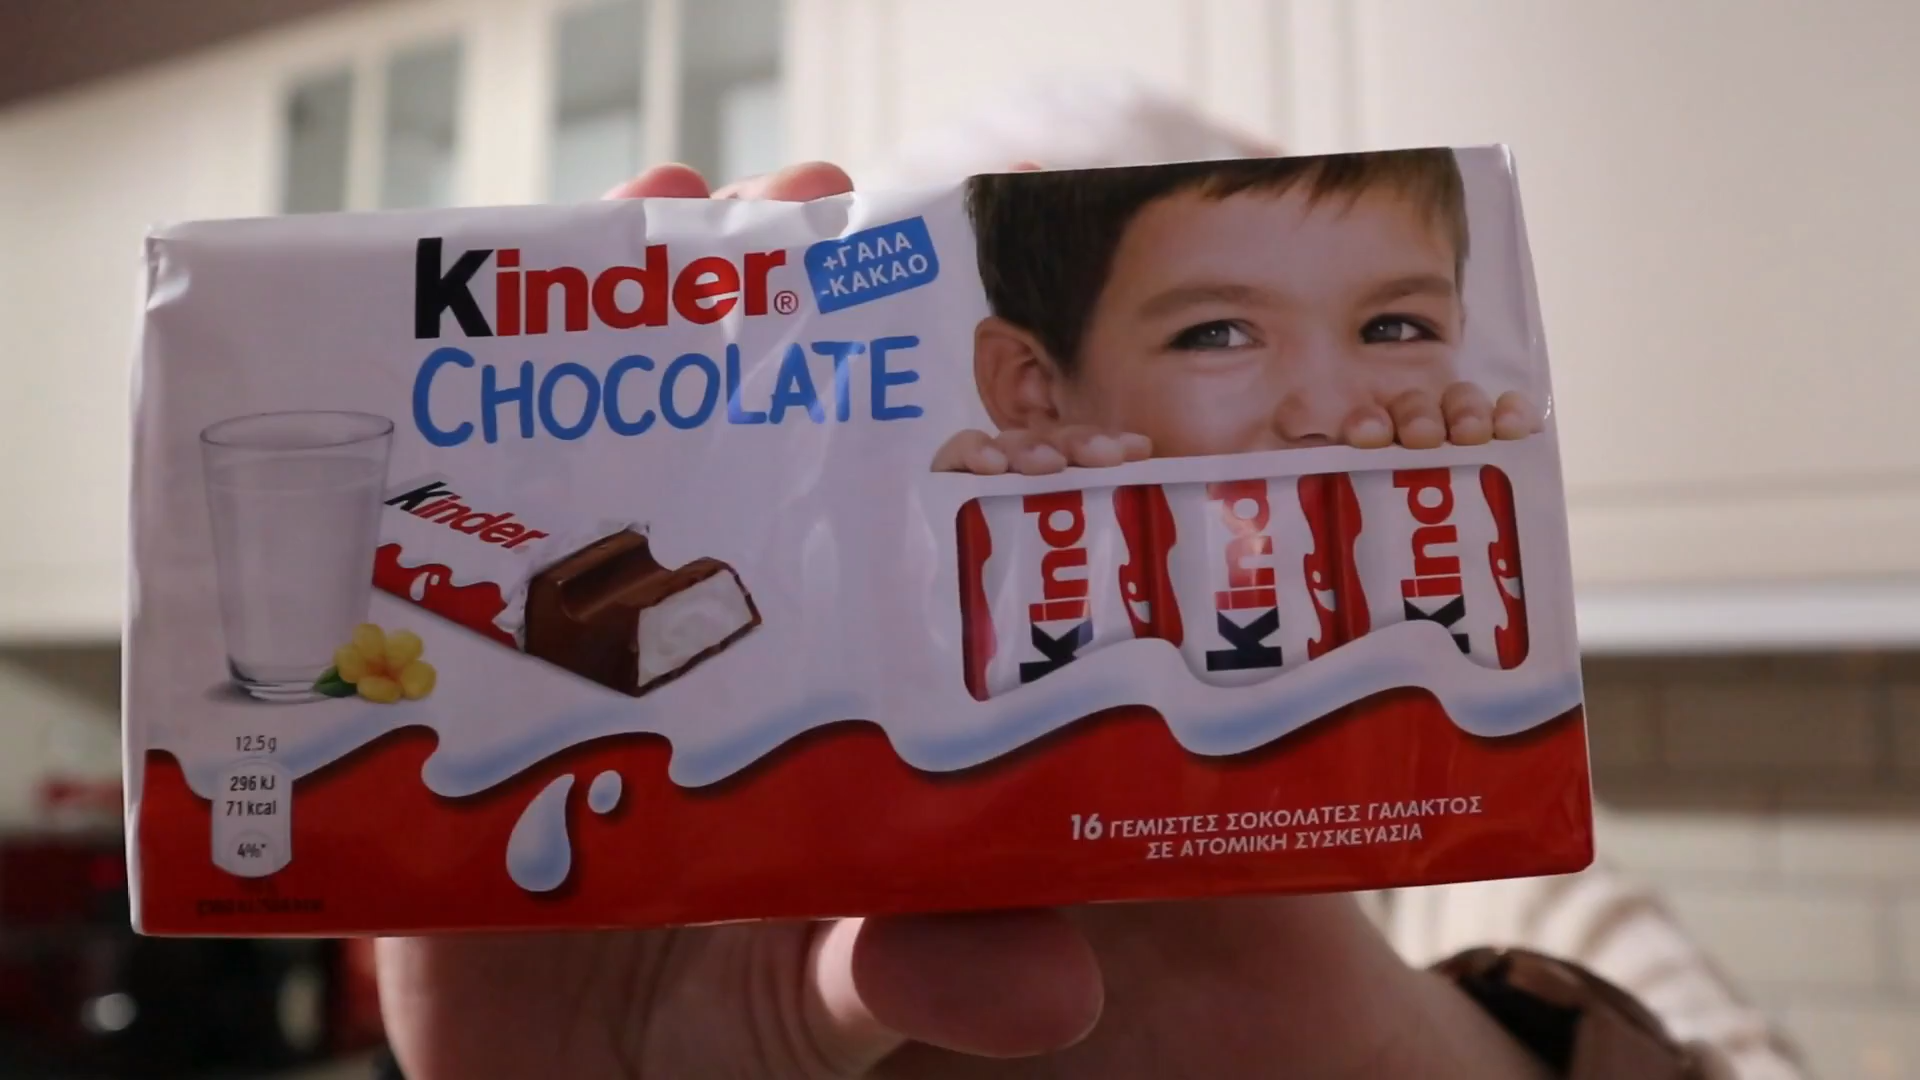 Kinder®
+ΓΑΛΑ
-ΚΑΚΑΟ
CHOCOLATE
Kinder
Kind
Kind
Kind
12.5g
296 kJ
71 kcal
4%*
16 ΓΕΜΙΣΤΕΣ ΣΟΚΟΛΑΤΕΣ ΓΑΛΑΚΤΟΣ
ΣΕ ΑΤΟΜΙΚΗ ΣΥΣΚΕΥΑΣΙΑ